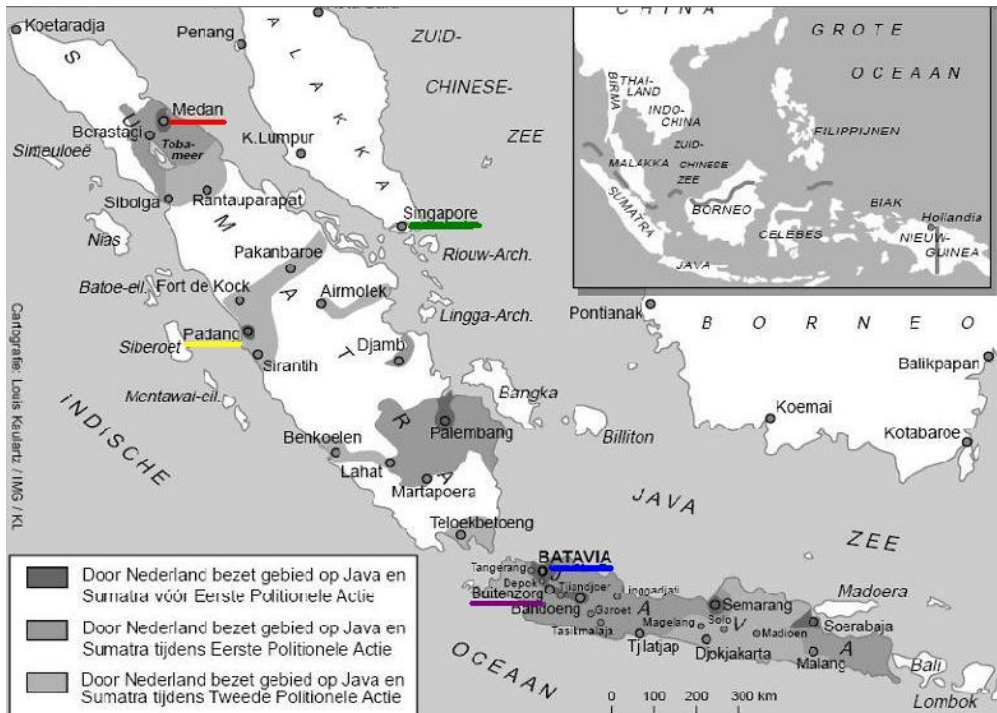 Koetaradja
Penang
S U M A T R A
M A L A K K A
ZUID-
CHINESE-
ZEE
Medan
Berastagi
Toba-
meer
Simeuloeë
K.Lumpur
Sibolga
Rantauparapat
Singapore
Nias
Pakanbaroe
Riouw-Arch.
Batoe-eil.
Fort de Kock
Airmolek
Lingga-Arch.
Padang
Siberoet
Djamb
Sirantih
Mentawai-eil.
Bangka
Palembang
Billiton
Benkoelen
Lahat
Martapoera
Teloekbetoeng
INDISCHE
OCEAAN
CHINA
GROTE
OCEAAN
BIRMA
THAI-
LAND
INDO-
CHINA
FILIPPIJNEN
ZUID-
CHINESE-
ZEE
MALAKKA
SUMATRA
BORNEO
CELEBES
BIAK
Hollandia
NIEUW-
GUINEA
JAVA
Pontianak
B O R N E O
Balikpapan
Koemai
Kotabaroe
JAVA
ZEE
BATAVIA
Tangerang
Depok
Buitenzorg
Tjiandjoer
Linggadjati
Bandoeng
Garoet
Tasikmalaja
Semarang
Magelang
Solo
Madioen
Soerabaja
Madoera
Tjilatjap
Djokjakarta
Malang
Bali
Lombok
J A V A
0 100 200 300 km
Door Nederland bezet gebied op Java en
Sumatra vóór Eerste Politionele Actie
Door Nederland bezet gebied op Java en
Sumatra tijdens Eerste Politionele Actie
Door Nederland bezet gebied op Java en
Sumatra tijdens Tweede Politionele Actie
Cartografie: Louis Kaulartz / IMG / KL